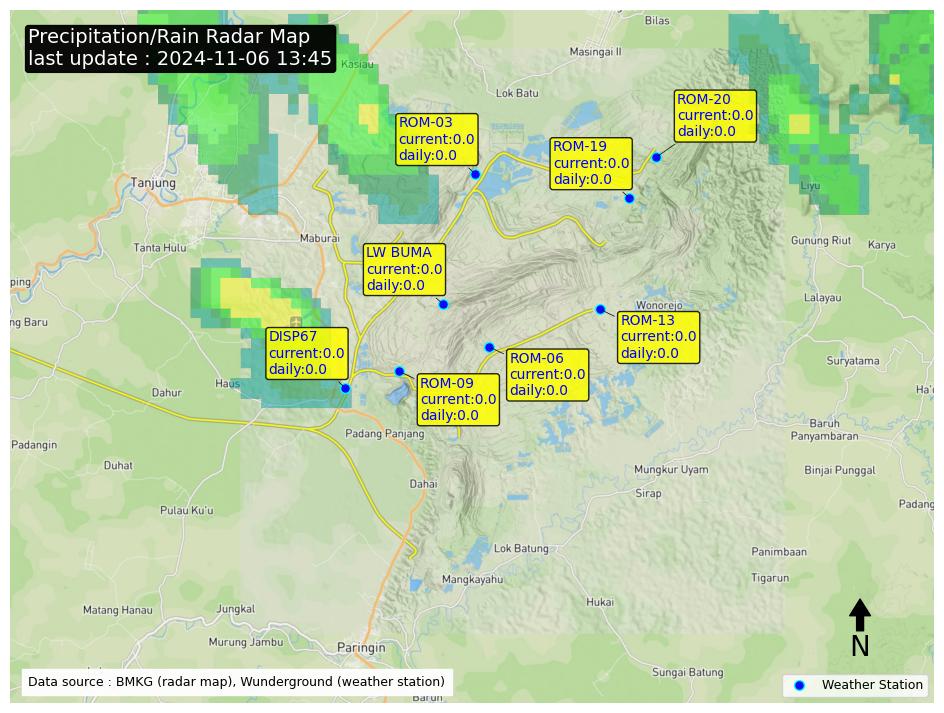 Precipitation/Rain Radar Map
last update : 2024-11-06 13:45
Bilas
Masingai II
Kasiau
Lok Batu
ROM-20
current:0.0
daily:0.0
ROM-03
current:0.0
daily:0.0
ROM-19
current:0.0
daily:0.0
Tanjung
Liyu
Maburai
Tanta Hulu
Gunung Riut
Karya
LW BUMA
current:0.0
daily:0.0
ping
Lalayau
Wonorejo
ng Baru
ROM-13
current:0.0
daily:0.0
DISP67
current:0.0
daily:0.0
ROM-06
current:0.0
daily:0.0
Suryatama
Haus
Dahur
ROM-09
current:0.0
daily:0.0
Ha'o
Baruh
Panyambaran
Padang Panjang
Padangin
Duhat
Mungkur Uyam
Binjai Punggal
Dahai
Sirap
Padang
Pulau Ku'u
Lok Batung
Panimbaan
Mangkayahu
Tigarun
Hukai
Matang Hanau
Jungkal
Murung Jambu
Paringin
N
Sungai Batung
Data source : BMKG (radar map), Wunderground (weather station)
Weather Station
Barun